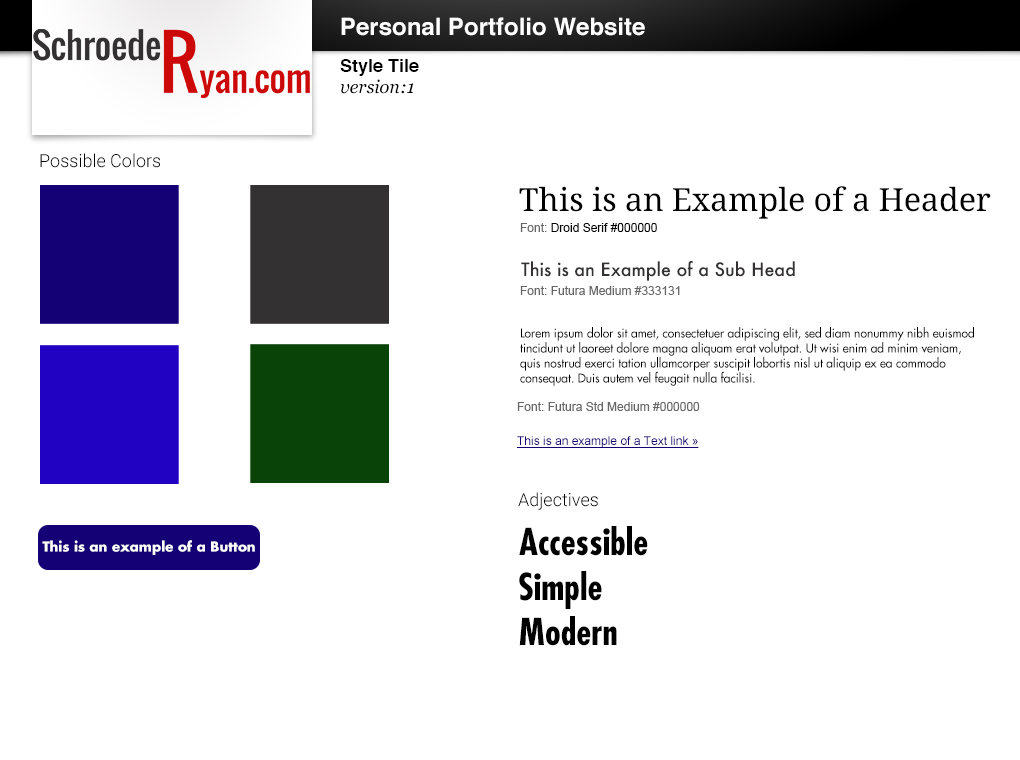 SchroedeRyan.com
Personal Portfolio Website
Style Tile
version:1
Possible Colors
This is an example of a Button
This is an Example of a Header
Font: Droid Serif #000000
This is an Example of a Sub Head
Font: Futura Medium #333131
Lorem ipsum dolor sit amet, consectetuer adipiscing elit, sed diam nonummy nibh euismod
tincidunt ut laoreet dolore magna aliquam erat volutpat. Ut wisi enim ad minim veniam,
quis nostrud exerci tation ullamcorper suscipit lobortis nisl ut aliquip ex ea commodo
consequat. Duis autem vel feugait nulla facilisi.
Font: Futura Std Medium #000000
This is an example of a Text link »
Adjectives
Accessible
Simple
Modern